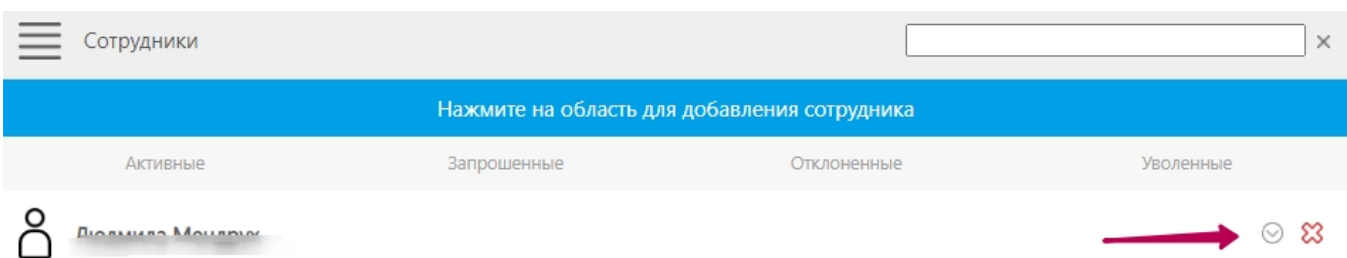 Сотрудники
Нажмите на область для добавления сотрудника
Активные Запрошенные Отклоненные Уволенные